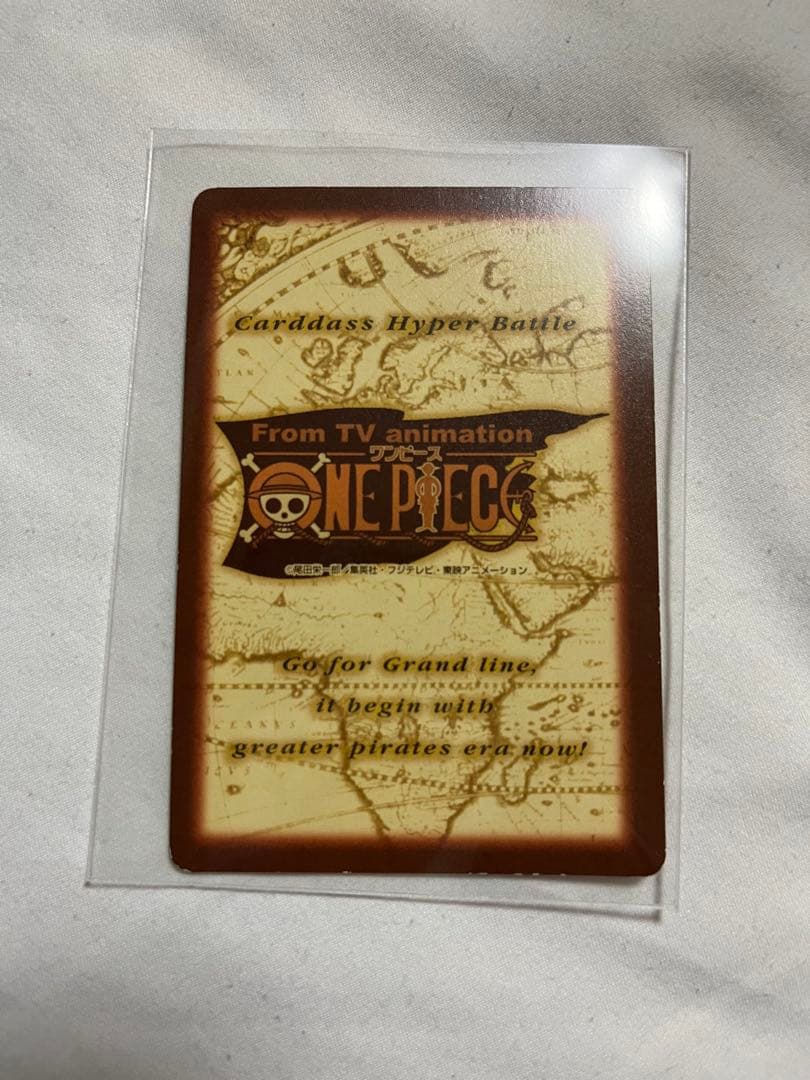 Carddass Hyper Battle
From TV animation
ワンピース
ONE PIECE
©尾田栄一郎/集英社・フジテレビ・東映アニメーション
Go for Grand line,
it begin with
greater pirates era now!